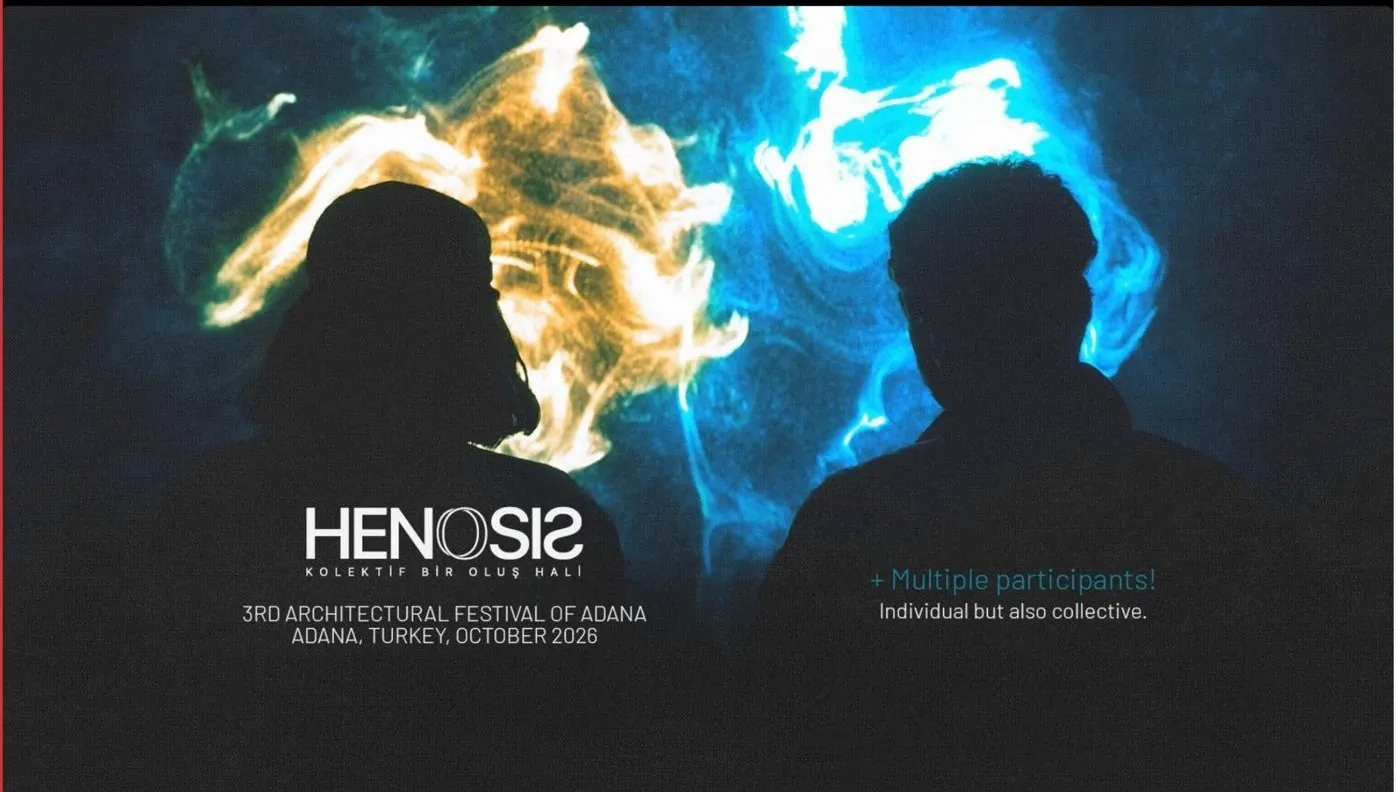 HENOSIS
KOLEKTİF BİR OLUŞ HALİ
3RD ARCHITECTURAL FESTIVAL OF ADANA
ADANA, TURKEY, OCTOBER 2026
+ Multiple participants!
Individual but also collective.